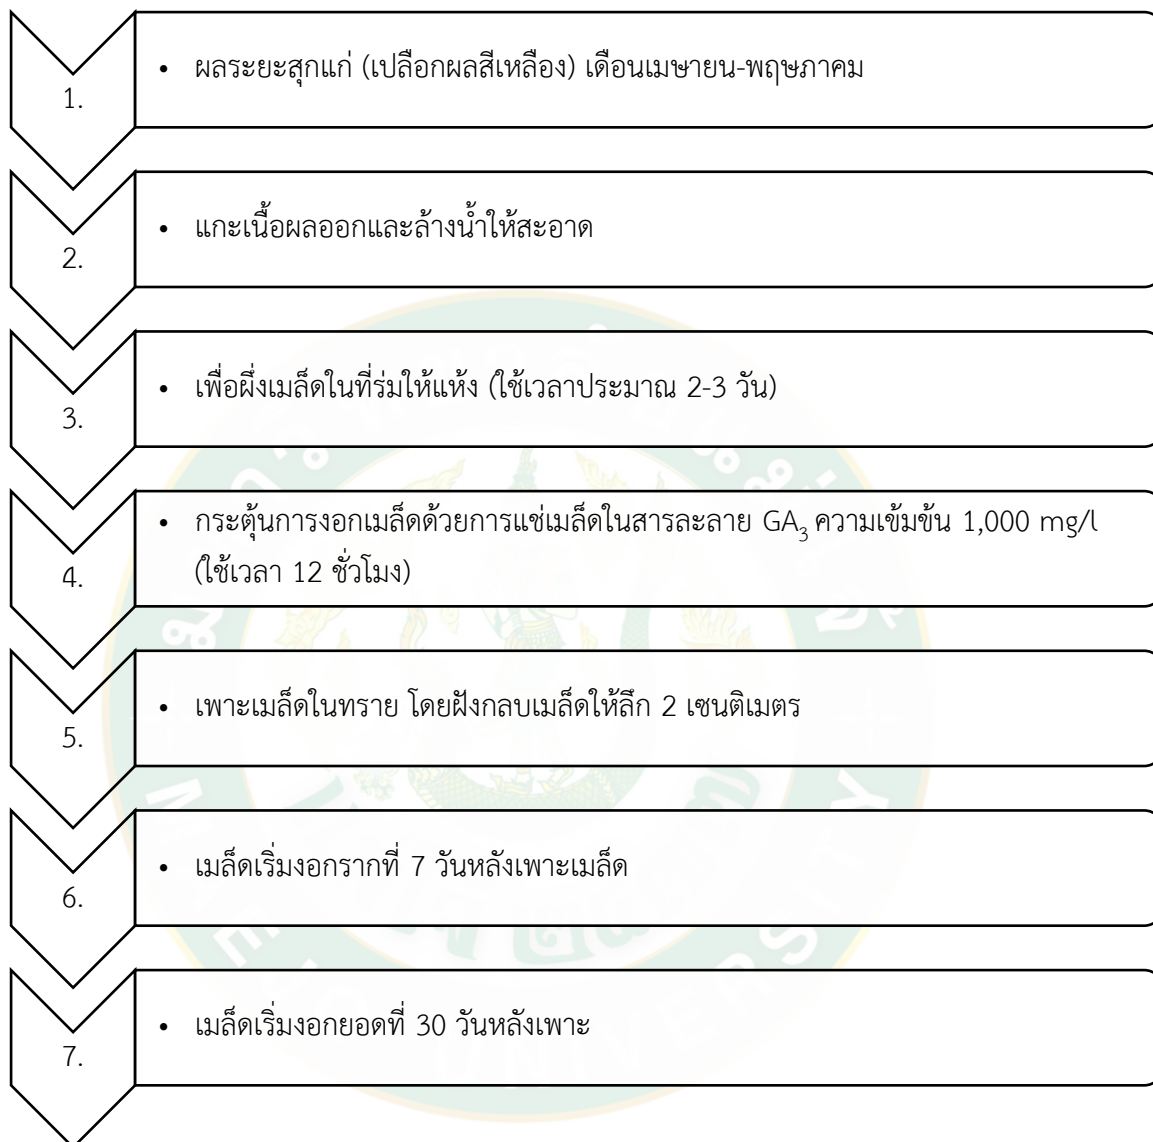 1.
• ผลระยะสุกแก่ (เปลือกผลสีเหลือง) เดือนเมษายน-พฤษภาคม
2.
• แกะเนื้อผลออกและล้างน้ำให้สะอาด
3.
• เพื่อผึ่งเมล็ดในที่ร่มให้แห้ง (ใช้เวลาประมาณ 2-3 วัน)
4.
• กระตุ้นการงอกเมล็ดด้วยการแช่เมล็ดในสารละลาย GA₃ ความเข้มข้น 1,000 mg/l
(ใช้เวลา 12 ชั่วโมง)
5.
• เพาะเมล็ดในทราย โดยฝังกลบเมล็ดให้ลึก 2 เซนติเมตร
6.
• เมล็ดเริ่มงอกรากที่ 7 วันหลังเพาะเมล็ด
7.
• เมล็ดเริ่มงอกยอดที่ 30 วันหลังเพาะ